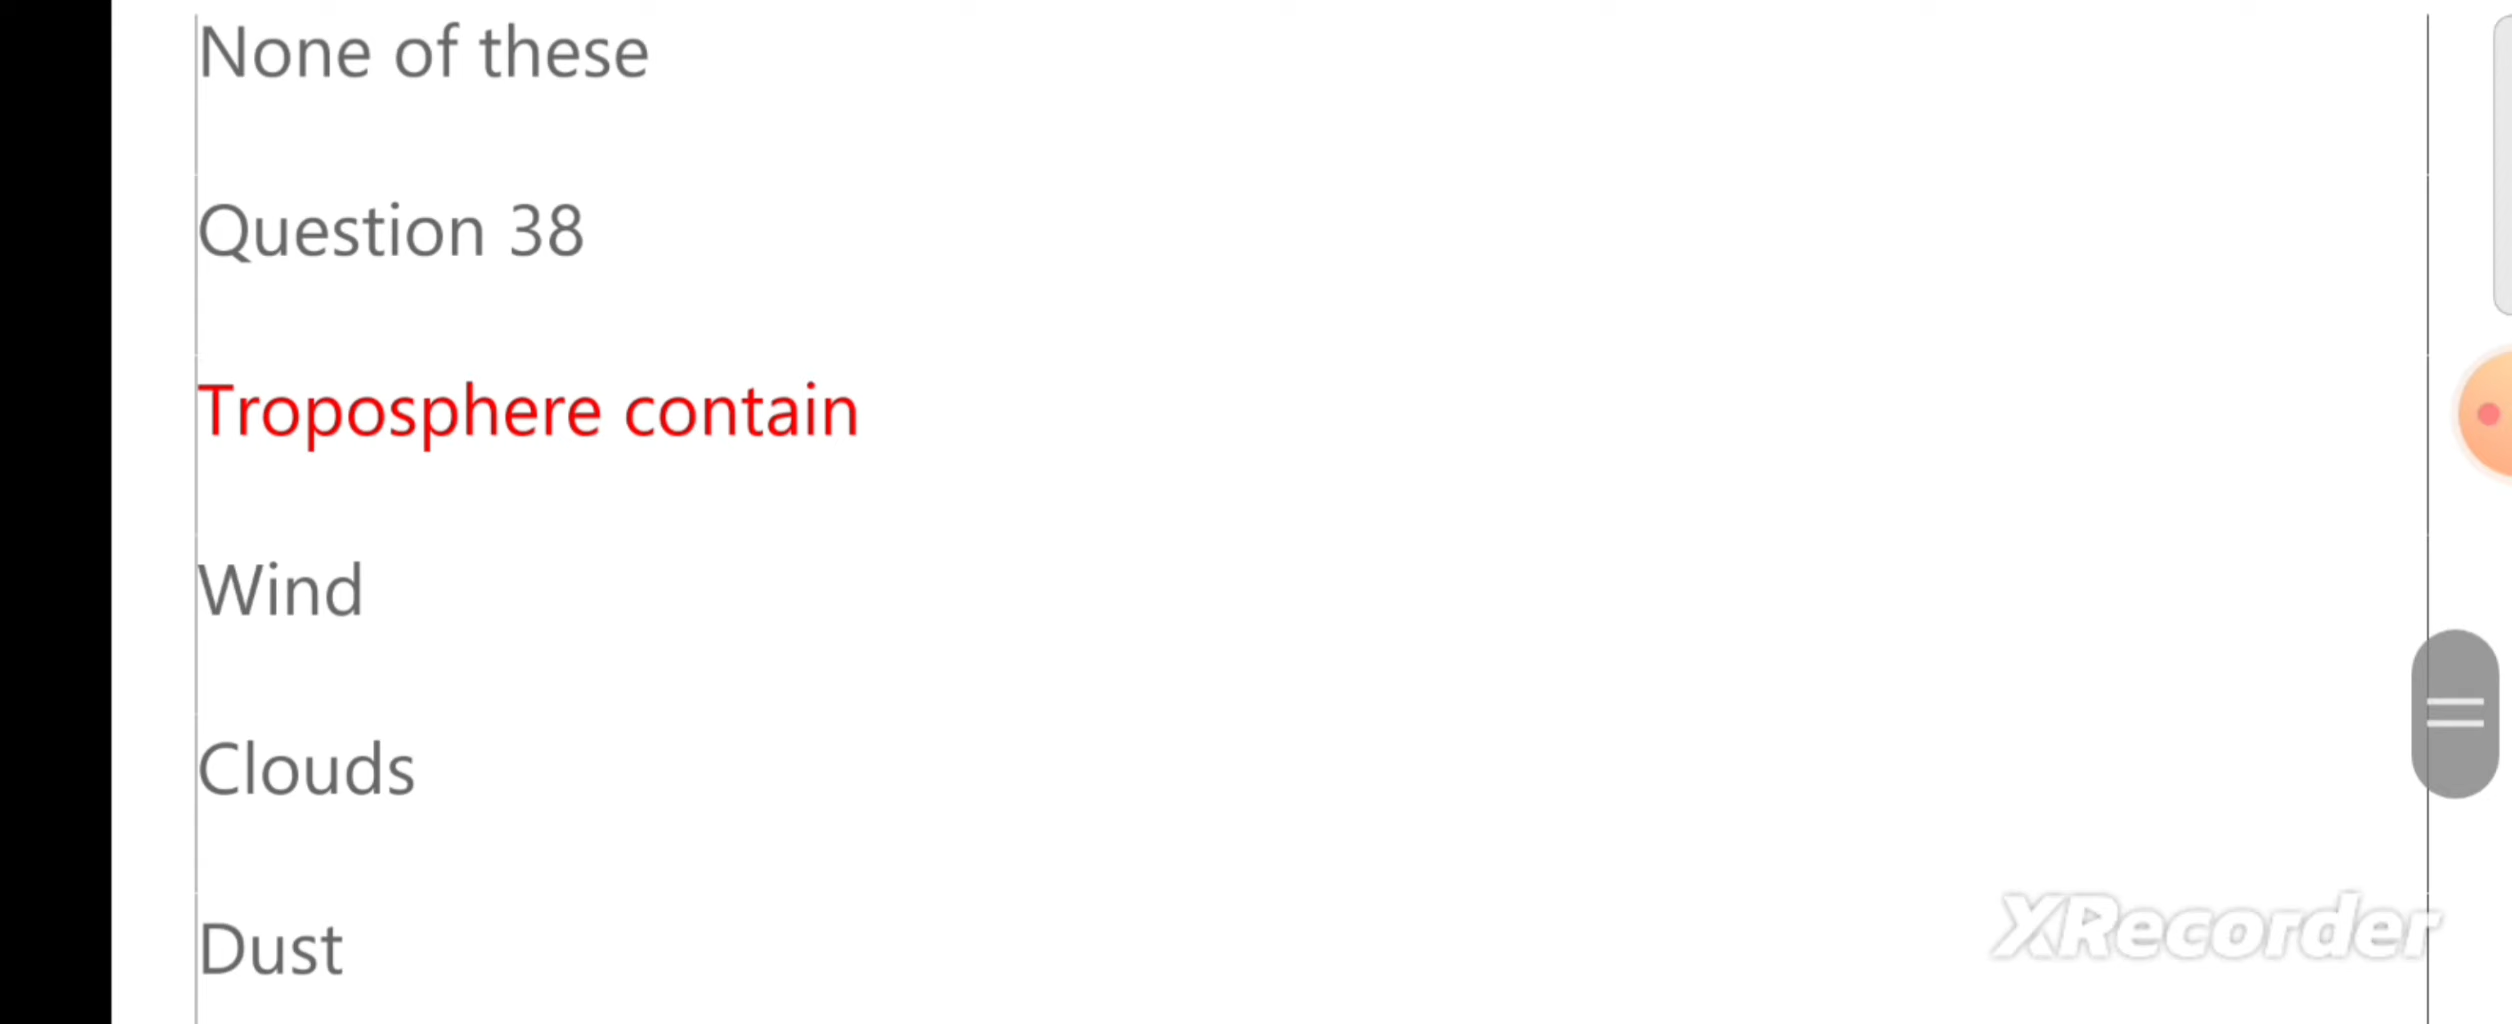 None of these
Question 38
Troposphere contain
Wind
Clouds
Dust
XRecorder